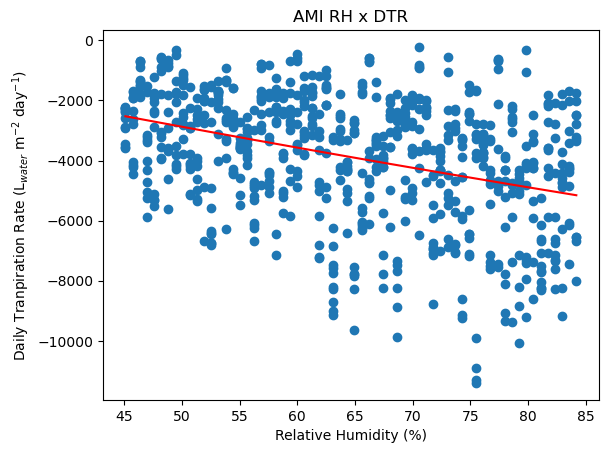 AMI RH x DTR
Daily Tranpiration Rate (L_water m⁻² day⁻¹)
0
−2000
−4000
−6000
−8000
−10000
45 50 55 60 65 70 75 80 85
Relative Humidity (%)